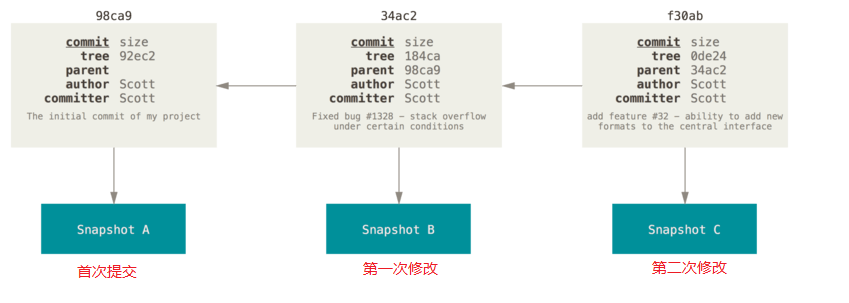 98ca9
commit size
tree 92ec2
parent
author Scott
committer Scott
The initial commit of my project
Snapshot A
首次提交
34ac2
commit size
tree 184ca
parent 98ca9
author Scott
committer Scott
Fixed bug #1328 - stack overflow
under certain conditions
Snapshot B
第一次修改
f30ab
commit size
tree 0de24
parent 34ac2
author Scott
committer Scott
add feature #32 - ability to add new
formats to the central interface
Snapshot C
第二次修改